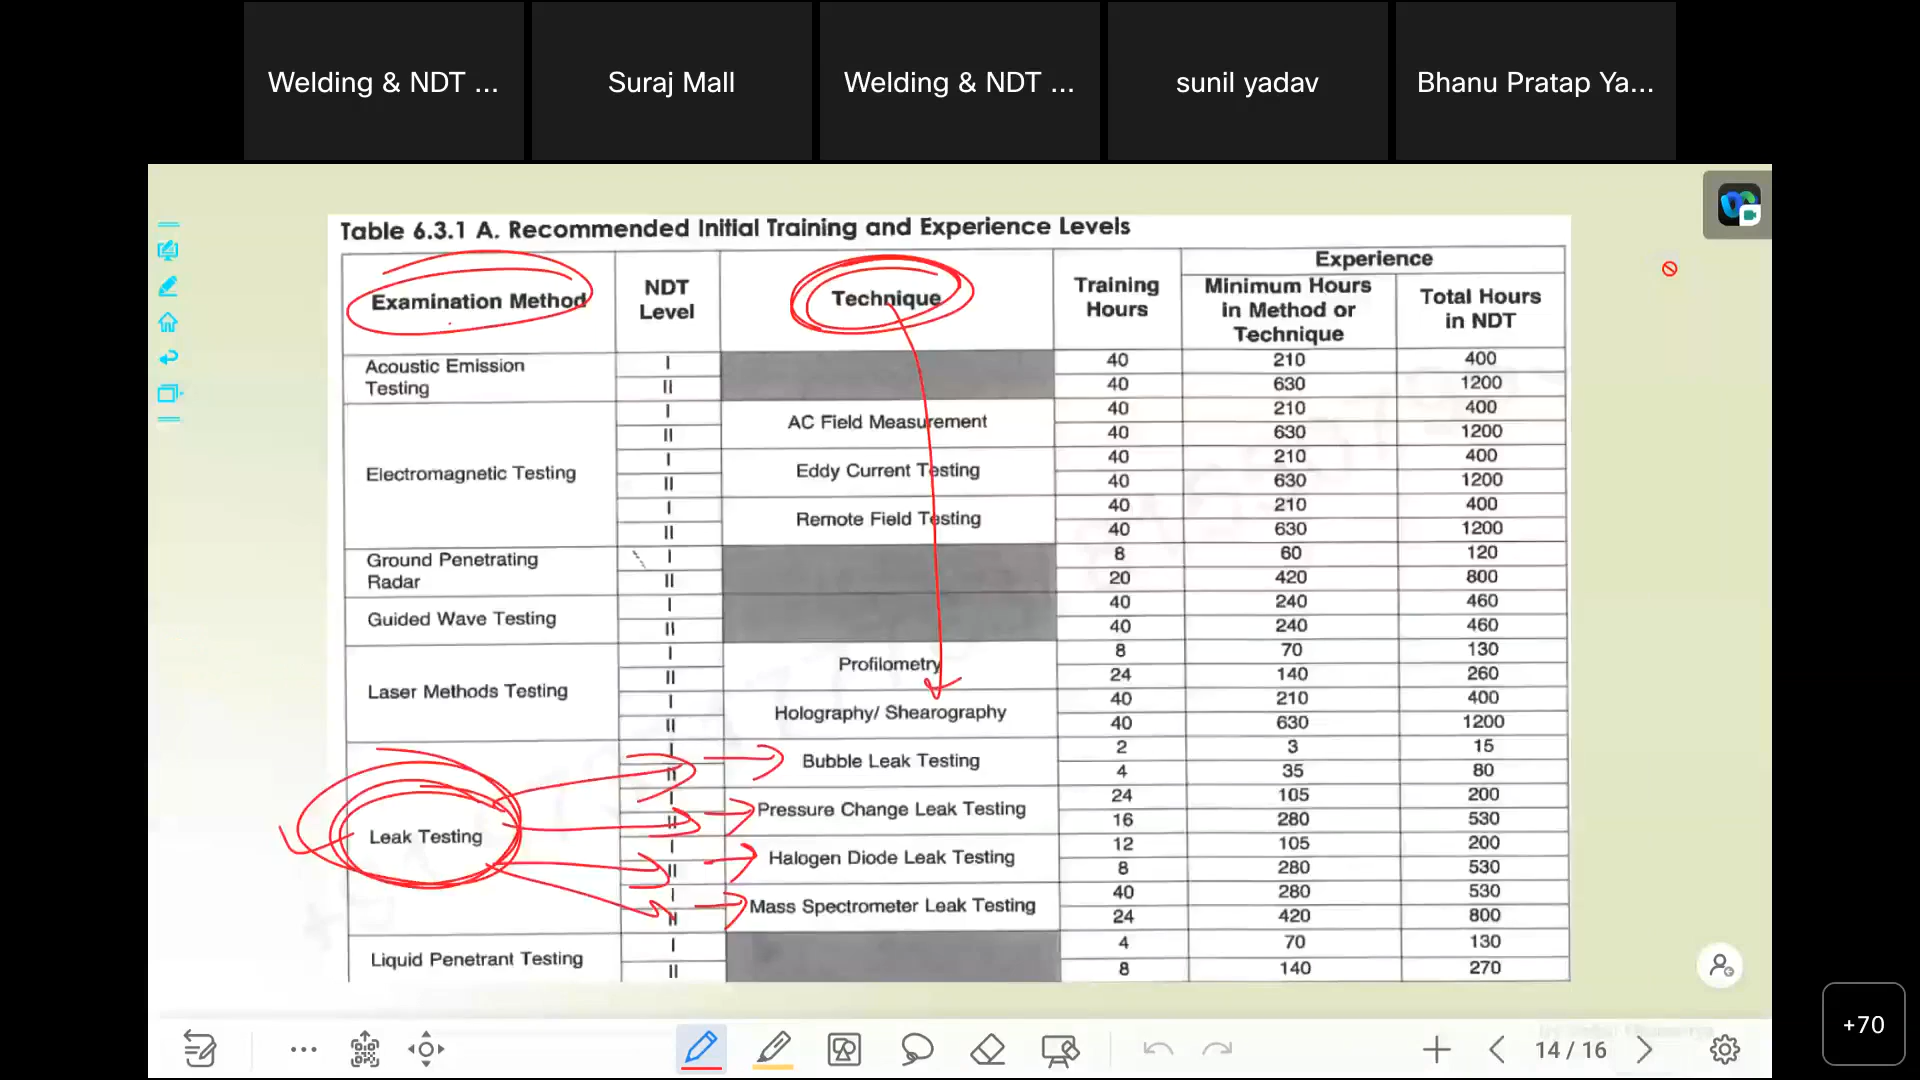 Welding & NDT ...
Suraj Mall
Welding & NDT ...
sunil yadav
Bhanu Pratap Ya...
Table 6.3.1 A. Recommended Initial Training and Experience Levels
Examination Method
NDT Level
Technique
Training Hours
Experience
Minimum Hours in Method or Technique
Total Hours in NDT
Acoustic Emission Testing
I 40 210 400
II 40 630 1200
Electromagnetic Testing
AC Field Measurement
I 40 210 400
II 40 630 1200
Eddy Current Testing
I 40 210 400
II 40 630 1200
Remote Field Testing
I 40 210 400
II 40 630 1200
Ground Penetrating Radar
I 8 60 120
II 20 420 800
Guided Wave Testing
I 40 240 460
II 40 240 460
Laser Methods Testing
Profilometry
I 8 70 130
II 24 140 260
Holography/ Shearography
I 40 210 400
II 40 630 1200
Leak Testing
Bubble Leak Testing
I 2 3 15
II 4 35 80
Pressure Change Leak Testing
I 24 105 200
II 16 280 530
Halogen Diode Leak Testing
I 12 105 200
II 8 280 530
Mass Spectrometer Leak Testing
I 40 280 530
II 24 420 800
Liquid Penetrant Testing
I 4 70 130
II 8 140 270
14 / 16
+70